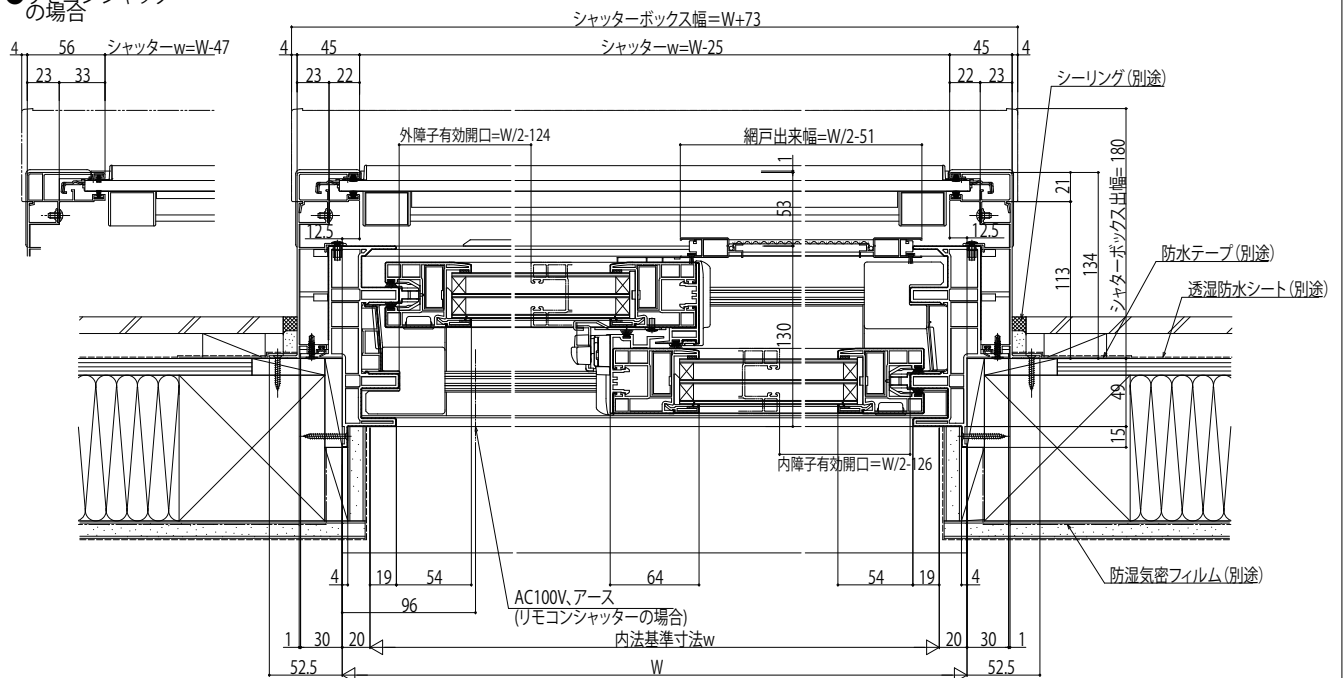 の場合
シャッターボックス幅=W+73
4
56
シャッターw=W-47
4
45
シャッターw=W-25
45
4
23
33
23
22
22
23
シーリング(別途)
外障子有効開口=W/2-124
網戸出来幅=W/2-51
1
シャッターボックス出幅=180
21
53
134
12.5
12.5
113
防水テープ(別途)
透湿防水シート(別途)
130
49
15
内障子有効開口=W/2-126
4
19
54
64
54
19
4
防湿気密フィルム(別途)
96
AC100V、アース
(リモコンシャッターの場合)
1
30
20
内法基準寸法w
20
30
1
52.5
W
52.5